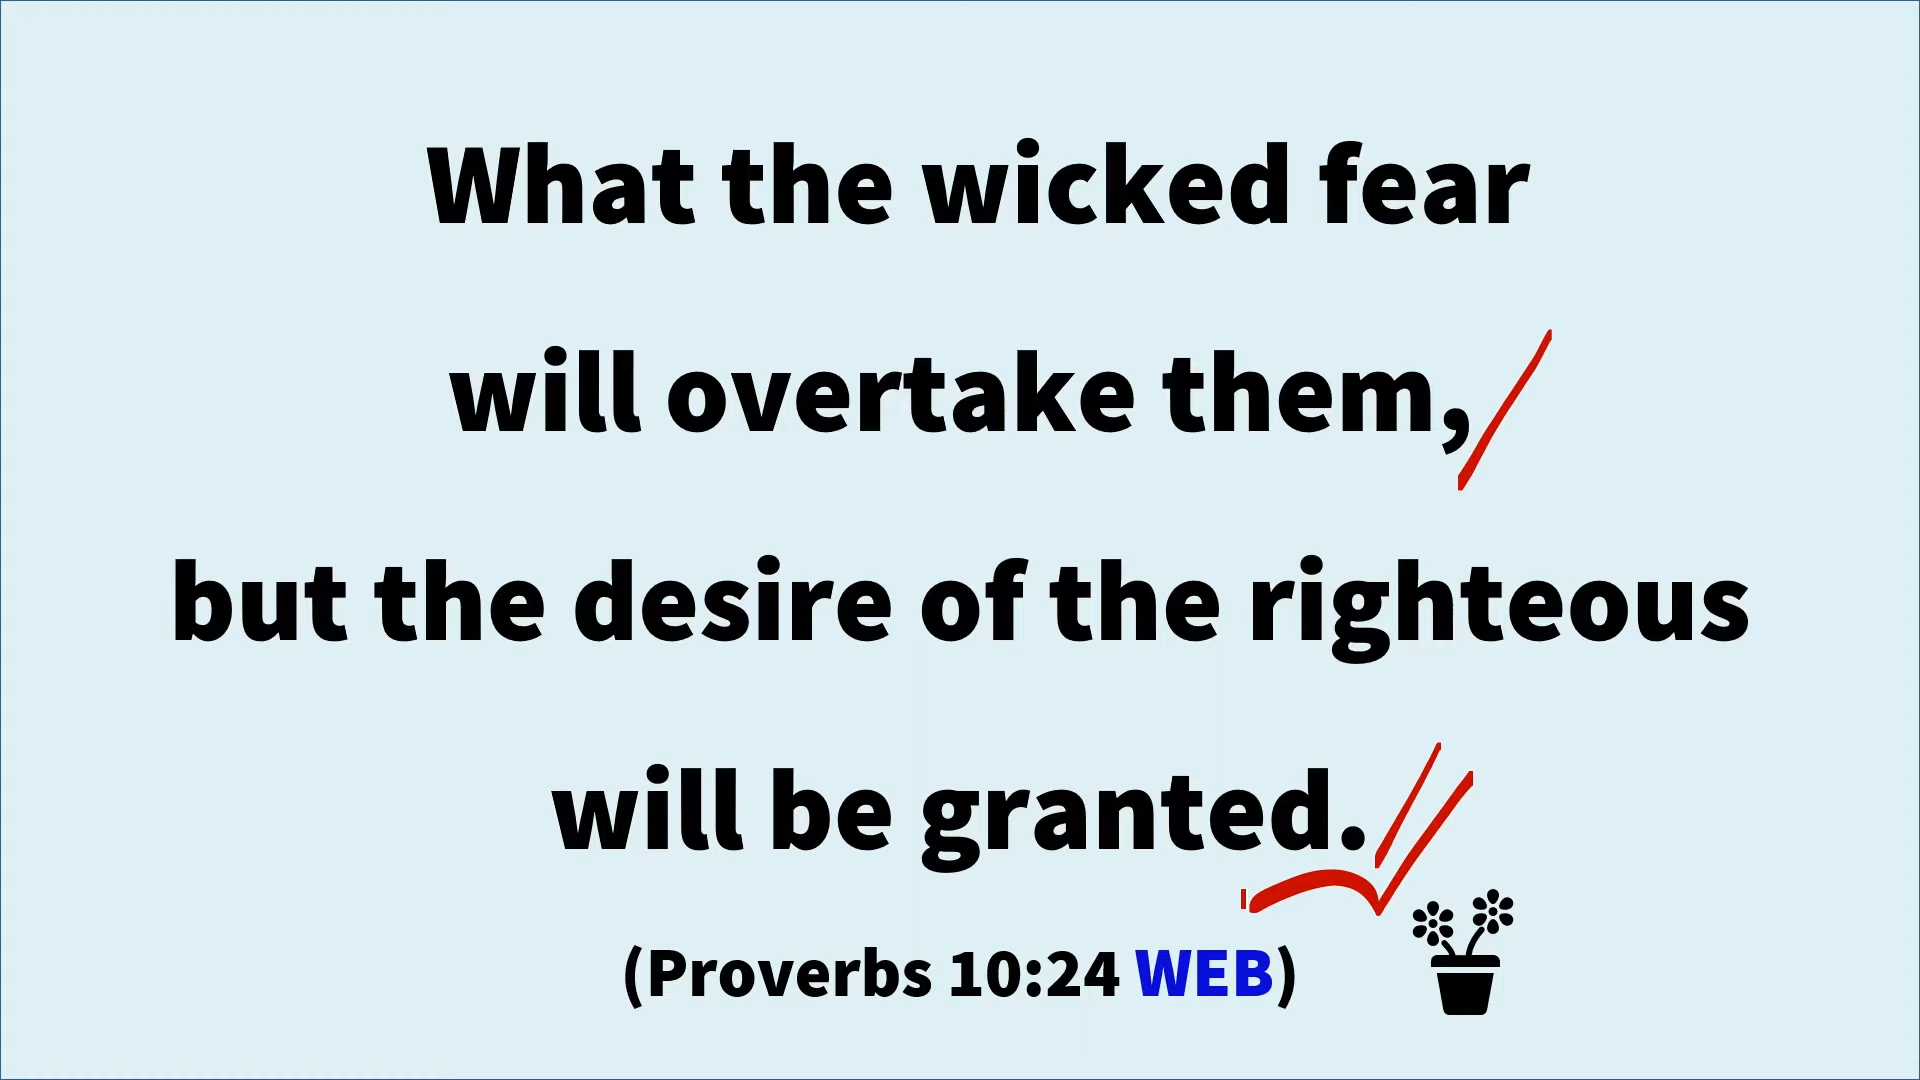 What the wicked fear
will overtake them,
but the desire of the righteous
will be granted.
(Proverbs 10:24 WEB)